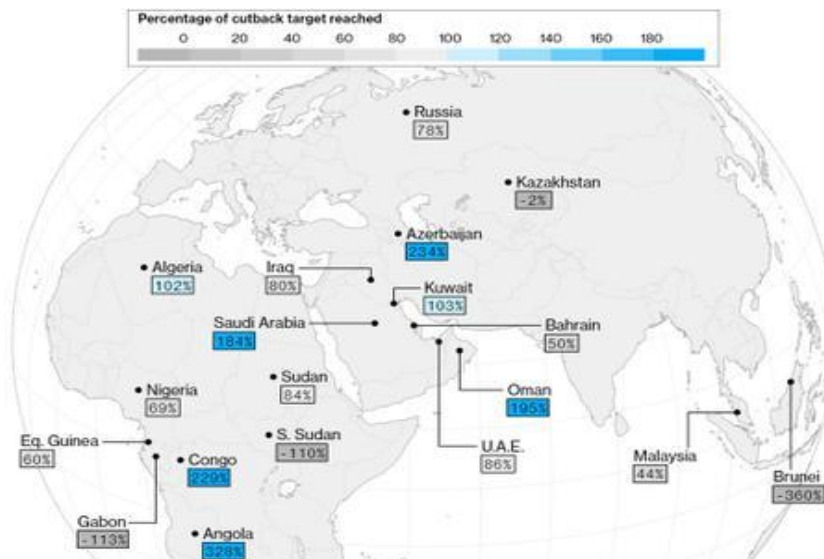 Percentage of cutback target reached
0 20 40 60 80 100 120 140 160 180
Russia
78%
Kazakhstan
-2%
Azerbaijan
234%
Algeria
102%
Iraq
80%
Kuwait
103%
Saudi Arabia
184%
Bahrain
50%
Nigeria
69%
Sudan
84%
Oman
195%
Eq. Guinea
60%
S. Sudan
-110%
U.A.E.
86%
Malaysia
44%
Congo
229%
Brunei
-360%
Gabon
-113%
Angola
328%